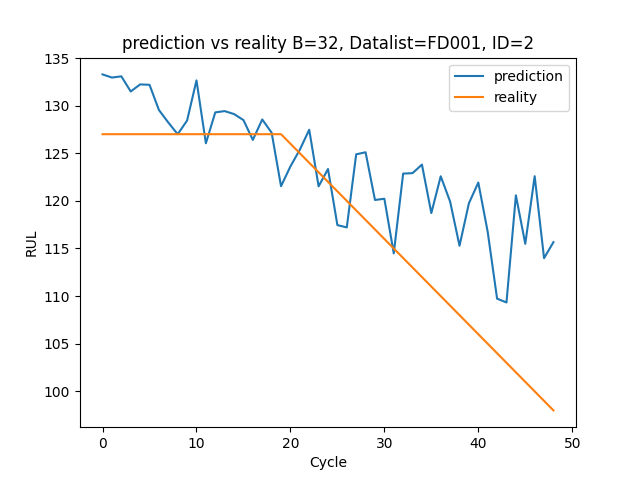 prediction vs reality B=32, Datalist=FD001, ID=2
prediction
reality
135
130
125
120
115
110
105
100
RUL
0 10 20 30 40 50
Cycle